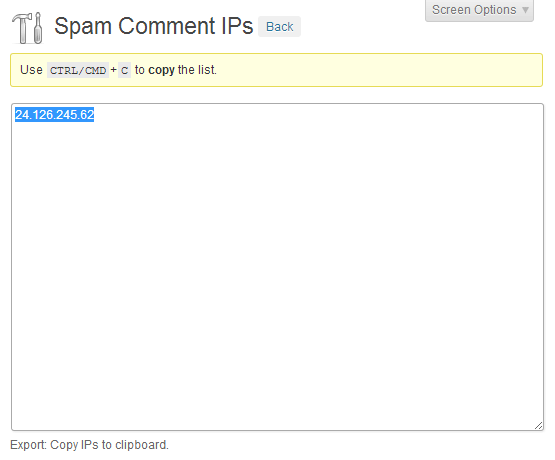 Screen Options ▼
Spam Comment IPs Back
Use CTRL/CMD + C to copy the list.
24.126.245.62
Export: Copy IPs to clipboard.